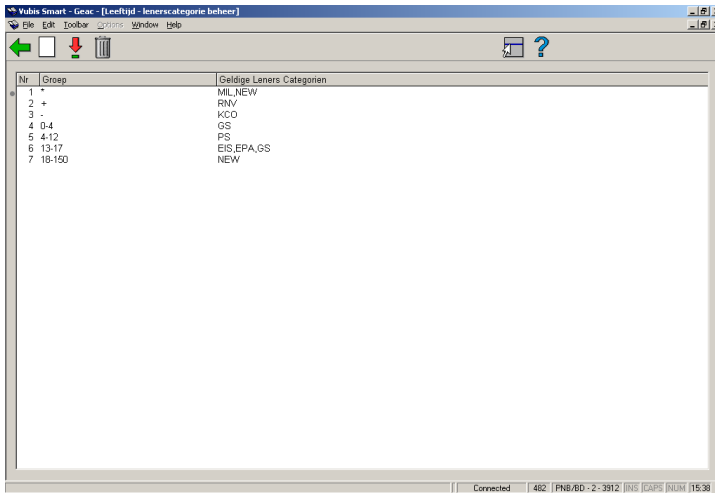 Vubis Smart - Geac - [Leeftijd - lenerscategorie beheer]
File Edit Toolbar Options Window Help
Nr Groep Geldige Leners Categorien
1 * MIL,NEW
2 + RNV
3 - KCO
4 0-4 GS
5 4-12 PS
6 13-17 EIS,EPA,GS
7 18-150 NEW
Connected 482 PNB/BD - 2 - 3912 INS CAPS NUM 15:38